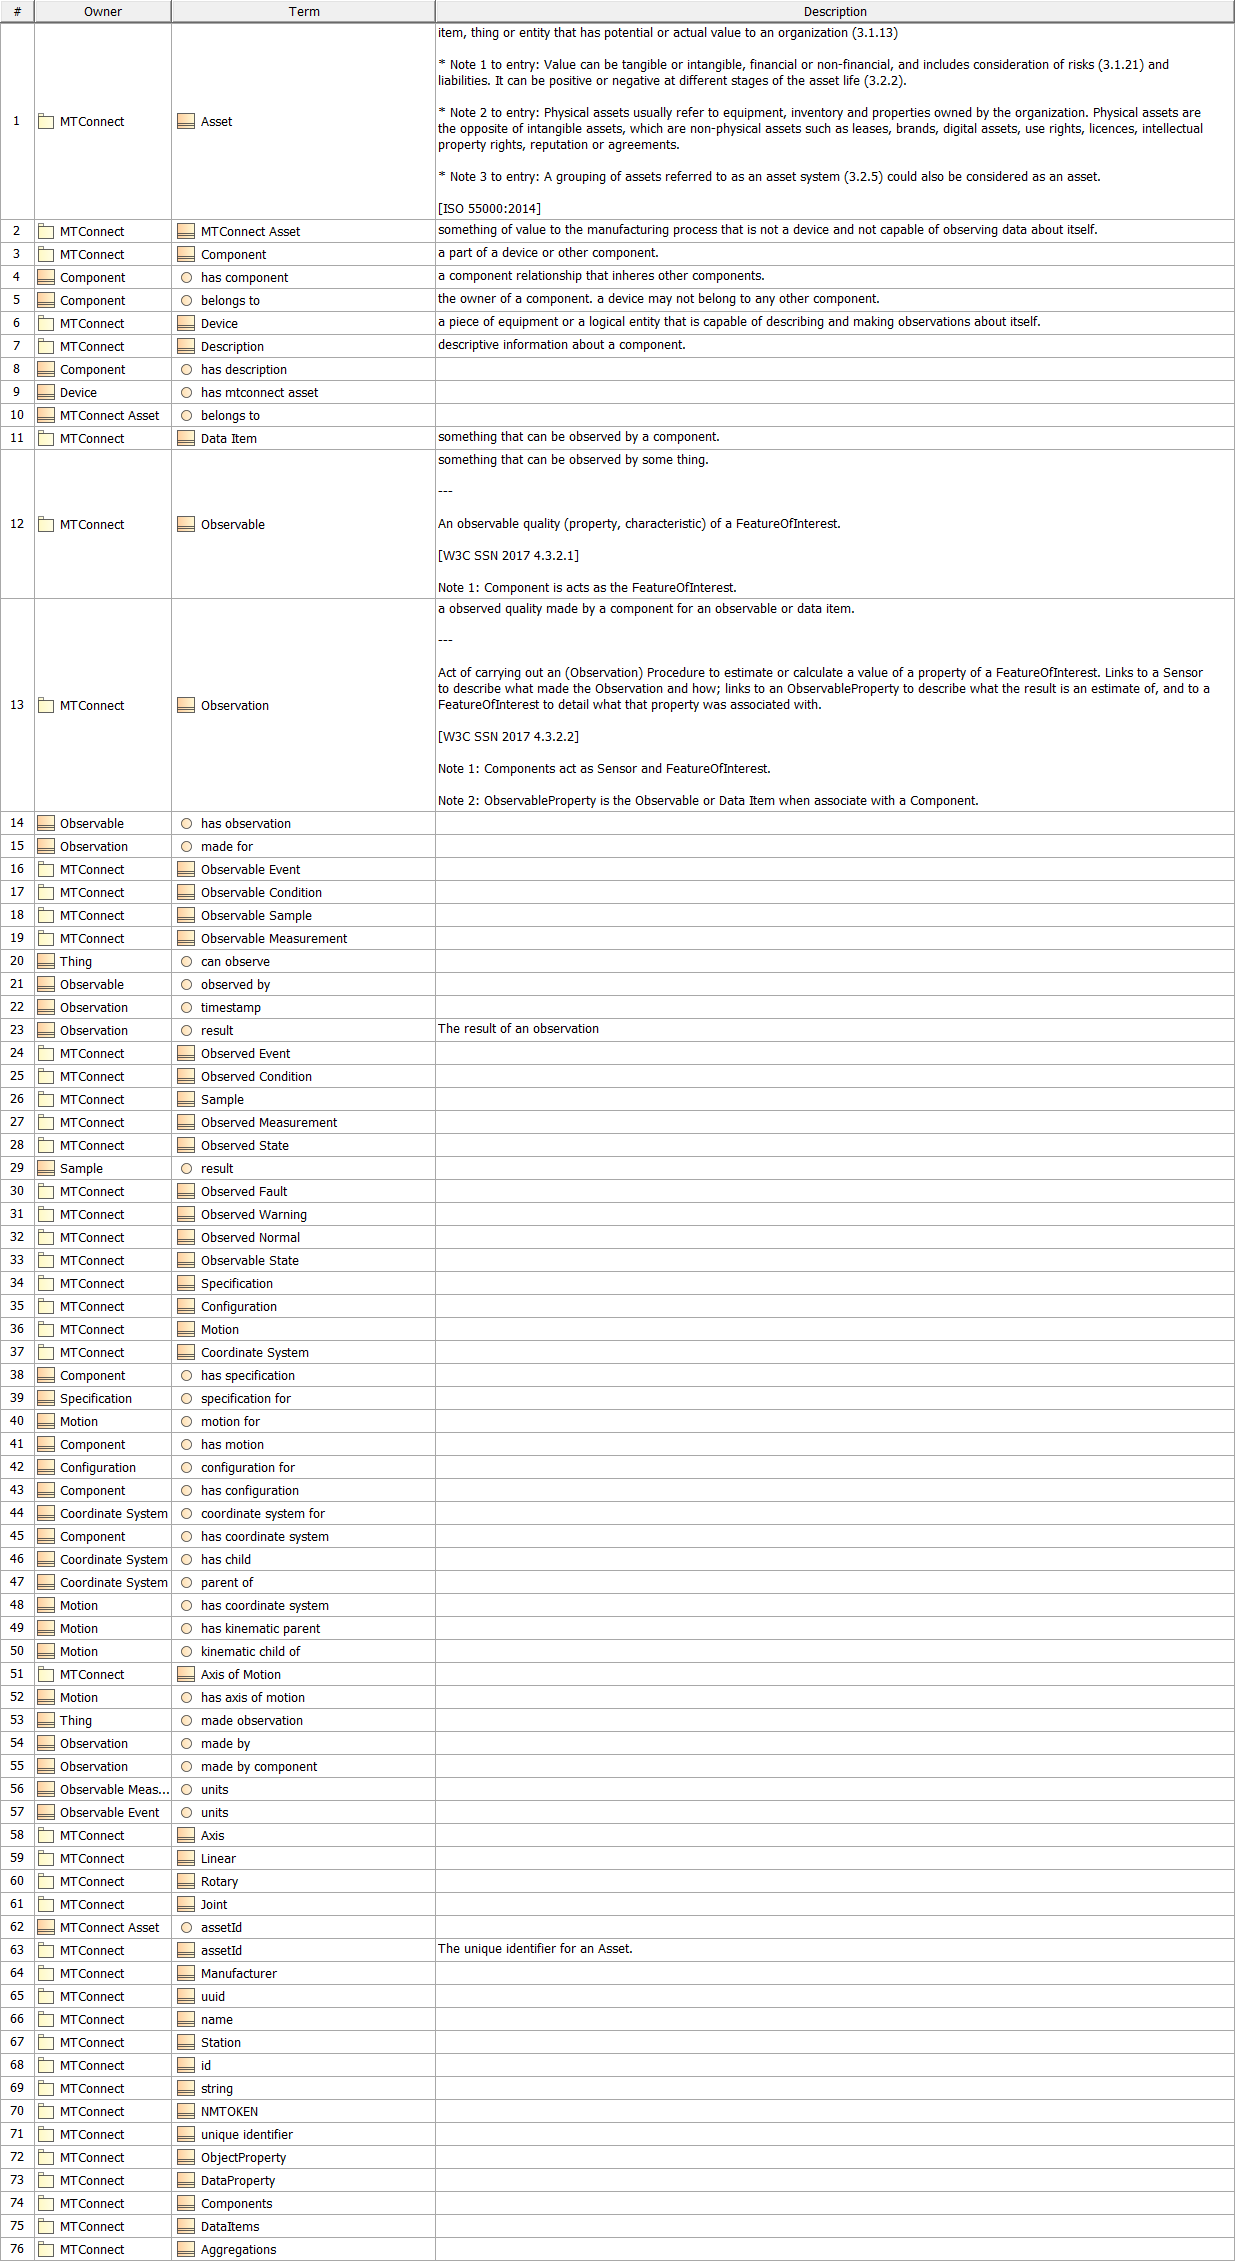 # Owner Term Description
1 MTConnect Asset item, thing or entity that has potential or actual value to an organization (3.1.13)
* Note 1 to entry: Value can be tangible or intangible, financial or non-financial, and includes consideration of risks (3.1.21) and
liabilities. It can be positive or negative at different stages of the asset life (3.2.2).
* Note 2 to entry: Physical assets usually refer to equipment, inventory and properties owned by the organization. Physical assets are
the opposite of intangible assets, which are non-physical assets such as leases, brands, digital assets, use rights, licences, intellectual
property rights, reputation or agreements.
* Note 3 to entry: A grouping of assets referred to as an asset system (3.2.5) could also be considered as an asset.
[ISO 55000:2014]
2 MTConnect MTConnect Asset something of value to the manufacturing process that is not a device and not capable of observing data about itself.
3 MTConnect Component a part of a device or other component.
4 Component has component a component relationship that inheres other components.
5 Component belongs to the owner of a component. a device may not belong to any other component.
6 MTConnect Device a piece of equipment or a logical entity that is capable of describing and making observations about itself.
7 MTConnect Description descriptive information about a component.
8 Component has description
9 Device has mtconnect asset
10 MTConnect Asset belongs to
11 MTConnect Data Item something that can be observed by a component.
12 MTConnect Observable something that can be observed by some thing.
---
An observable quality (property, characteristic) of a FeatureOfInterest.
[W3C SSN 2017 4.3.2.1]
Note 1: Component is acts as the FeatureOfInterest.
13 MTConnect Observation a observed quality made by a component for an observable or data item.
---
Act of carrying out an (Observation) Procedure to estimate or calculate a value of a property of a FeatureOfInterest. Links to a Sensor
to describe what made the Observation and how; links to an ObservableProperty to describe what the result is an estimate of, and to a
FeatureOfInterest to detail what that property was associated with.
[W3C SSN 2017 4.3.2.2]
Note 1: Components act as Sensor and FeatureOfInterest.
Note 2: ObservableProperty is the Observable or Data Item when associate with a Component.
14 Observable has observation
15 Observation made for
16 MTConnect Observable Event
17 MTConnect Observable Condition
18 MTConnect Observable Sample
19 MTConnect Observable Measurement
20 Thing can observe
21 Observable observed by
22 Observation timestamp
23 Observation result The result of an observation
24 MTConnect Observed Event
25 MTConnect Observed Condition
26 MTConnect Sample
27 MTConnect Observed Measurement
28 MTConnect Observed State
29 Sample result
30 MTConnect Observed Fault
31 MTConnect Observed Warning
32 MTConnect Observed Normal
33 MTConnect Observable State
34 MTConnect Specification
35 MTConnect Configuration
36 MTConnect Motion
37 MTConnect Coordinate System
38 Component has specification
39 Specification specification for
40 Motion motion for
41 Component has motion
42 Configuration configuration for
43 Component has configuration
44 Coordinate System coordinate system for
45 Component has coordinate system
46 Coordinate System has child
47 Coordinate System parent of
48 Motion has coordinate system
49 Motion has kinematic parent
50 Motion kinematic child of
51 MTConnect Axis of Motion
52 Motion has axis of motion
53 Thing made observation
54 Observation made by
55 Observation made by component
56 Observable Meas... units
57 Observable Event units
58 MTConnect Axis
59 MTConnect Linear
60 MTConnect Rotary
61 MTConnect Joint
62 MTConnect Asset assetId
63 MTConnect assetId The unique identifier for an Asset.
64 MTConnect Manufacturer
65 MTConnect uuid
66 MTConnect name
67 MTConnect Station
68 MTConnect id
69 MTConnect string
70 MTConnect NMTOKEN
71 MTConnect unique identifier
72 MTConnect ObjectProperty
73 MTConnect DataProperty
74 MTConnect Components
75 MTConnect DataItems
76 MTConnect Aggregations